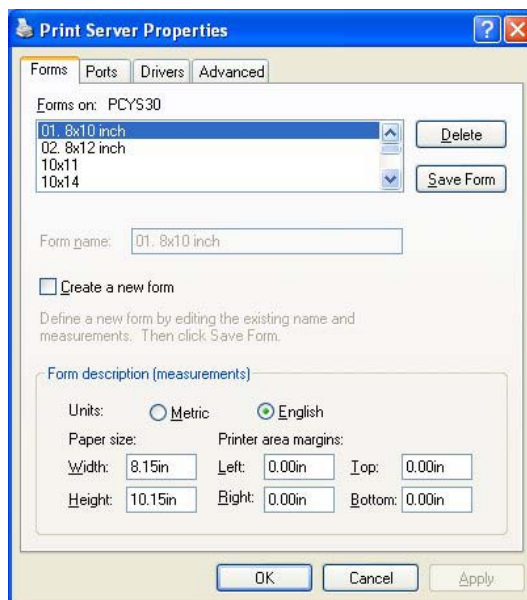 Print Server Properties
Forms Ports Drivers Advanced
Forms on: PCYS30
01. 8x10 inch
02. 8x12 inch
10x11
10x14
Delete
Save Form
Form name: 01. 8x10 inch
Create a new form
Define a new form by editing the existing name and
measurements. Then click Save Form.
Form description (measurements)
Units: Metric English
Paper size: Printer area margins:
Width: 8.15in Left: 0.00in Top: 0.00in
Height: 10.15in Right: 0.00in Bottom: 0.00in
OK Cancel Apply